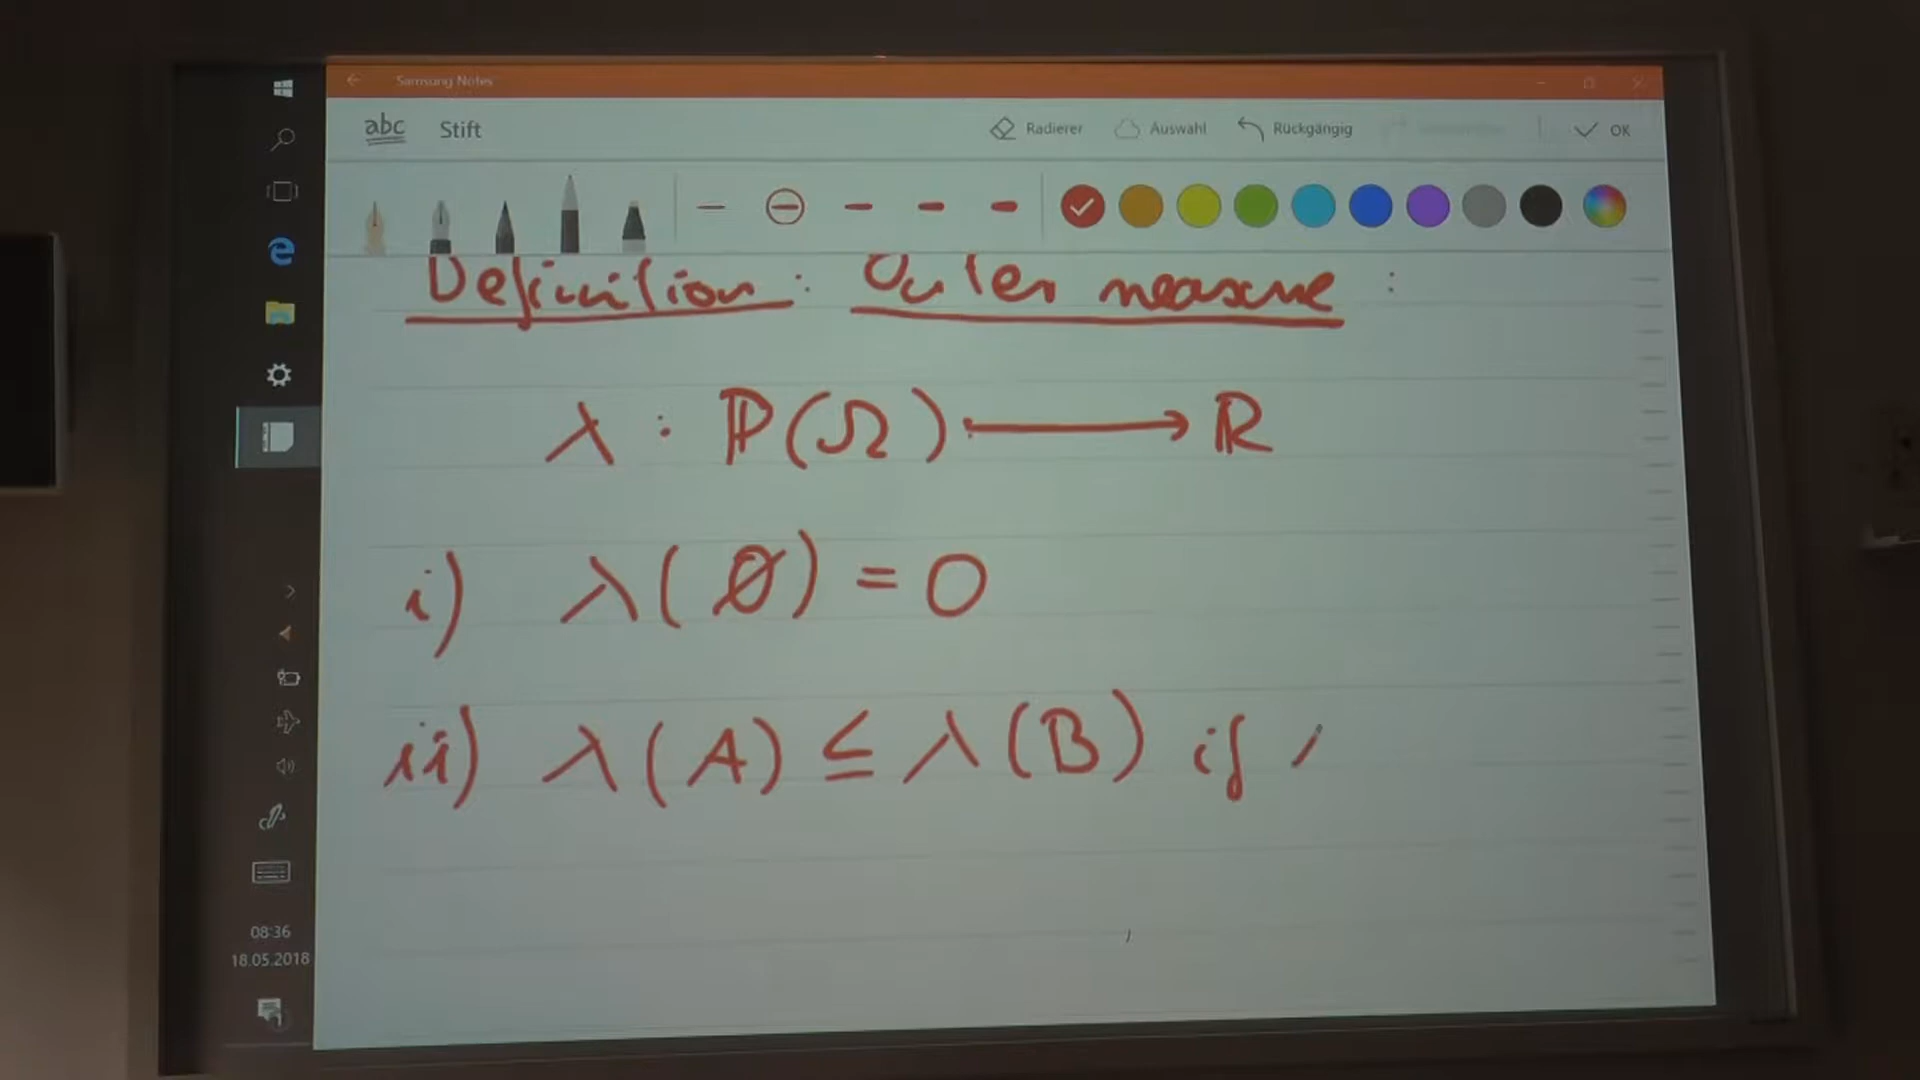 Samsung Notes
abc Stift Radierer Auswahl Rückgängig OK
Definition: Outer measure:
λ : ℙ(Ω) ⟶ ℝ
i) λ(∅) = 0
ii) λ(A) ≤ λ(B) if
08:36
18.05.2018